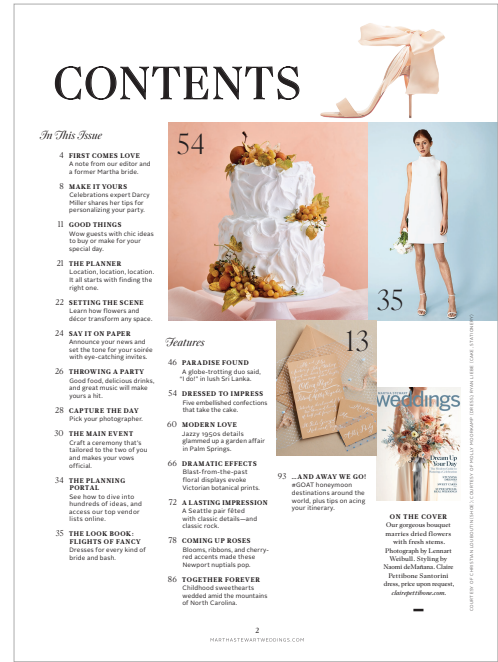 CONTENTS
In This Issue
4 FIRST COMES LOVE
A note from our editor and
a former Martha bride.
8 MAKE IT YOURS
Celebrations expert Darcy
Miller shares her tips for
personalizing your party.
11 GOOD THINGS
Wow guests with chic ideas
to buy or make for your
special day.
21 THE PLANNER
Location, location, location.
It all starts with finding the
right one.
22 SETTING THE SCENE
Learn how flowers and
décor transform any space.
24 SAY IT ON PAPER
Announce your news and
set the tone for your soirée
with eye-catching invites.
26 THROWING A PARTY
Good food, delicious drinks,
and great music will make
yours a hit.
28 CAPTURE THE DAY
Pick your photographer.
30 THE MAIN EVENT
Craft a ceremony that's
tailored to the two of you
and makes your vows
official.
34 THE PLANNING
PORTAL
See how to dive into
hundreds of ideas, and
access our top vendor
lists online.
35 THE LOOK BOOK:
FLIGHTS OF FANCY
Dresses for every kind of
bride and bash.
54
35
13
Features
46 PARADISE FOUND
A globe-trotting duo said,
"I do!" in lush Sri Lanka.
54 DRESSED TO IMPRESS
Five embellished confections
that take the cake.
60 MODERN LOVE
Jazzy 1950s details
glammed up a garden affair
in Palm Springs.
66 DRAMATIC EFFECTS
Blast-from-the-past
floral displays evoke
Victorian botanical prints.
72 A LASTING IMPRESSION
A Seattle pair fêted
with classic details—and
classic rock.
78 COMING UP ROSES
Blooms, ribbons, and cherry-
red accents made these
Newport nuptials pop.
86 TOGETHER FOREVER
Childhood sweethearts
wedded amid the mountains
of North Carolina.
93 ...AND AWAY WE GO!
#GOAT honeymoon
destinations around the
world, plus tips on acing
your itinerary.
weddings
Dream Up
Your Day
ON THE COVER
Our gorgeous bouquet
marries dried flowers
with fresh stems.
Photograph by Lennart
Weibull. Styling by
Naomi deMañana. Claire
Pettibone Santorini
dress, price upon request,
clairepettibone.com.
2
MARTHASTEWARTWEDDINGS.COM